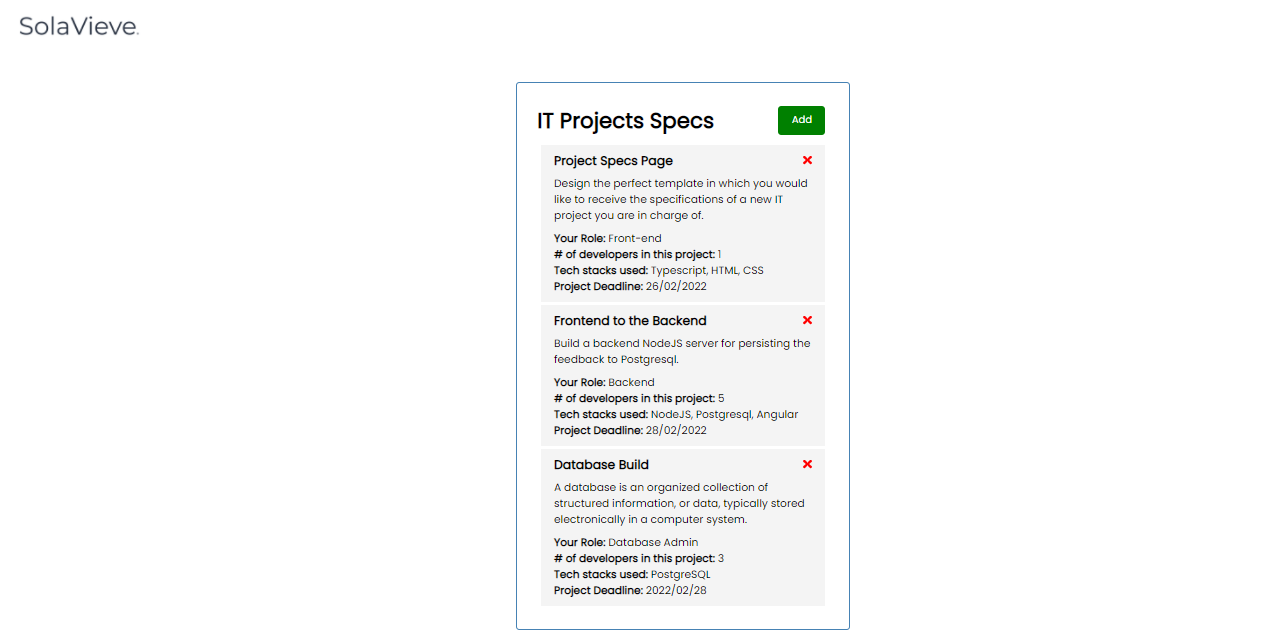 SolaVieve.
IT Projects Specs
Add
Project Specs Page
Design the perfect template in which you would
like to receive the specifications of a new IT
project you are in charge of.
Your Role: Front-end
# of developers in this project: 1
Tech stacks used: Typescript, HTML, CSS
Project Deadline: 26/02/2022
Frontend to the Backend
Build a backend NodeJS server for persisting the
feedback to Postgresql.
Your Role: Backend
# of developers in this project: 5
Tech stacks used: NodeJS, Postgresql, Angular
Project Deadline: 28/02/2022
Database Build
A database is an organized collection of
structured information, or data, typically stored
electronically in a computer system.
Your Role: Database Admin
# of developers in this project: 3
Tech stacks used: PostgreSQL
Project Deadline: 2022/02/28